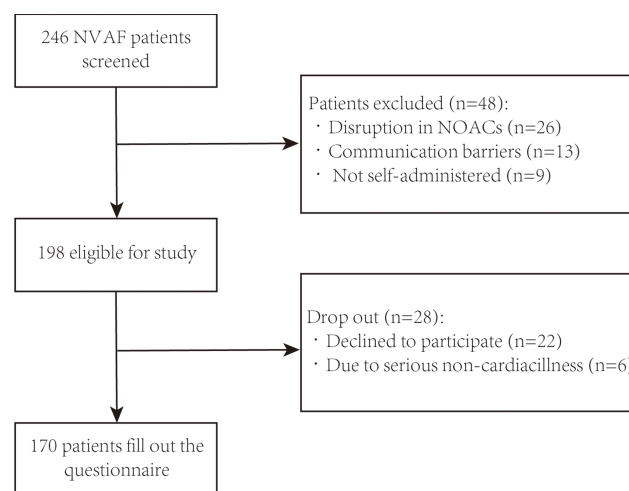 246 NVAF patients
screened
Patients excluded (n=48):
· Disruption in NOACs (n=26)
· Communication barriers (n=13)
· Not self-administered (n=9)
198 eligible for study
Drop out (n=28):
· Declined to participate (n=22)
· Due to serious non-cardiacillness (n=6)
170 patients fill out the
questionnaire